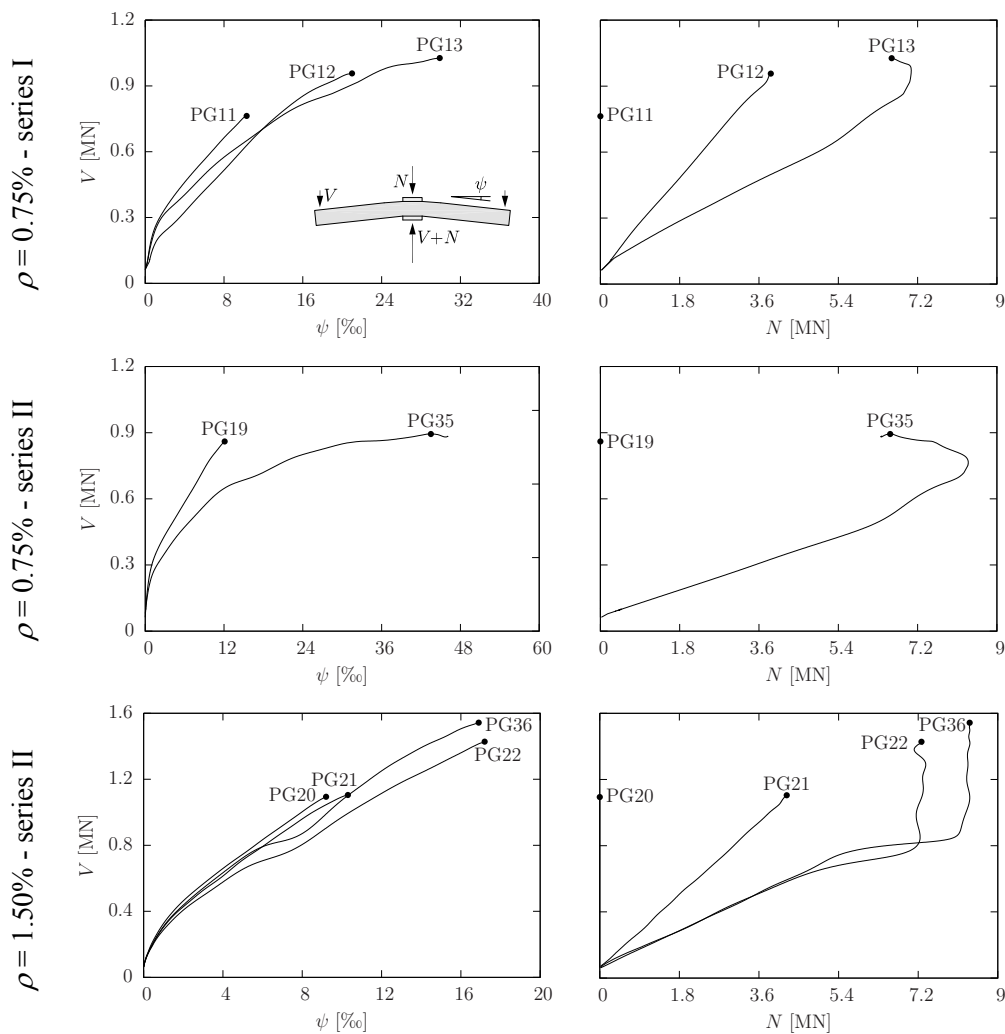 ρ = 0.75% - series I
V [MN]
1.2
0.9
0.6
0.3
0
PG11
PG12
PG13
N
V
ψ
V+N
0 8 16 24 32 40
ψ [‰]
PG11
PG12
PG13
0 1.8 3.6 5.4 7.2 9
N [MN]
ρ = 0.75% - series II
V [MN]
1.2
0.9
0.6
0.3
0
PG19
PG35
0 12 24 36 48 60
ψ [‰]
PG19
PG35
0 1.8 3.6 5.4 7.2 9
N [MN]
ρ = 1.50% - series II
V [MN]
1.6
1.2
0.8
0.4
0
PG20
PG21
PG36
PG22
0 4 8 12 16 20
ψ [‰]
PG20
PG21
PG22
PG36
0 1.8 3.6 5.4 7.2 9
N [MN]